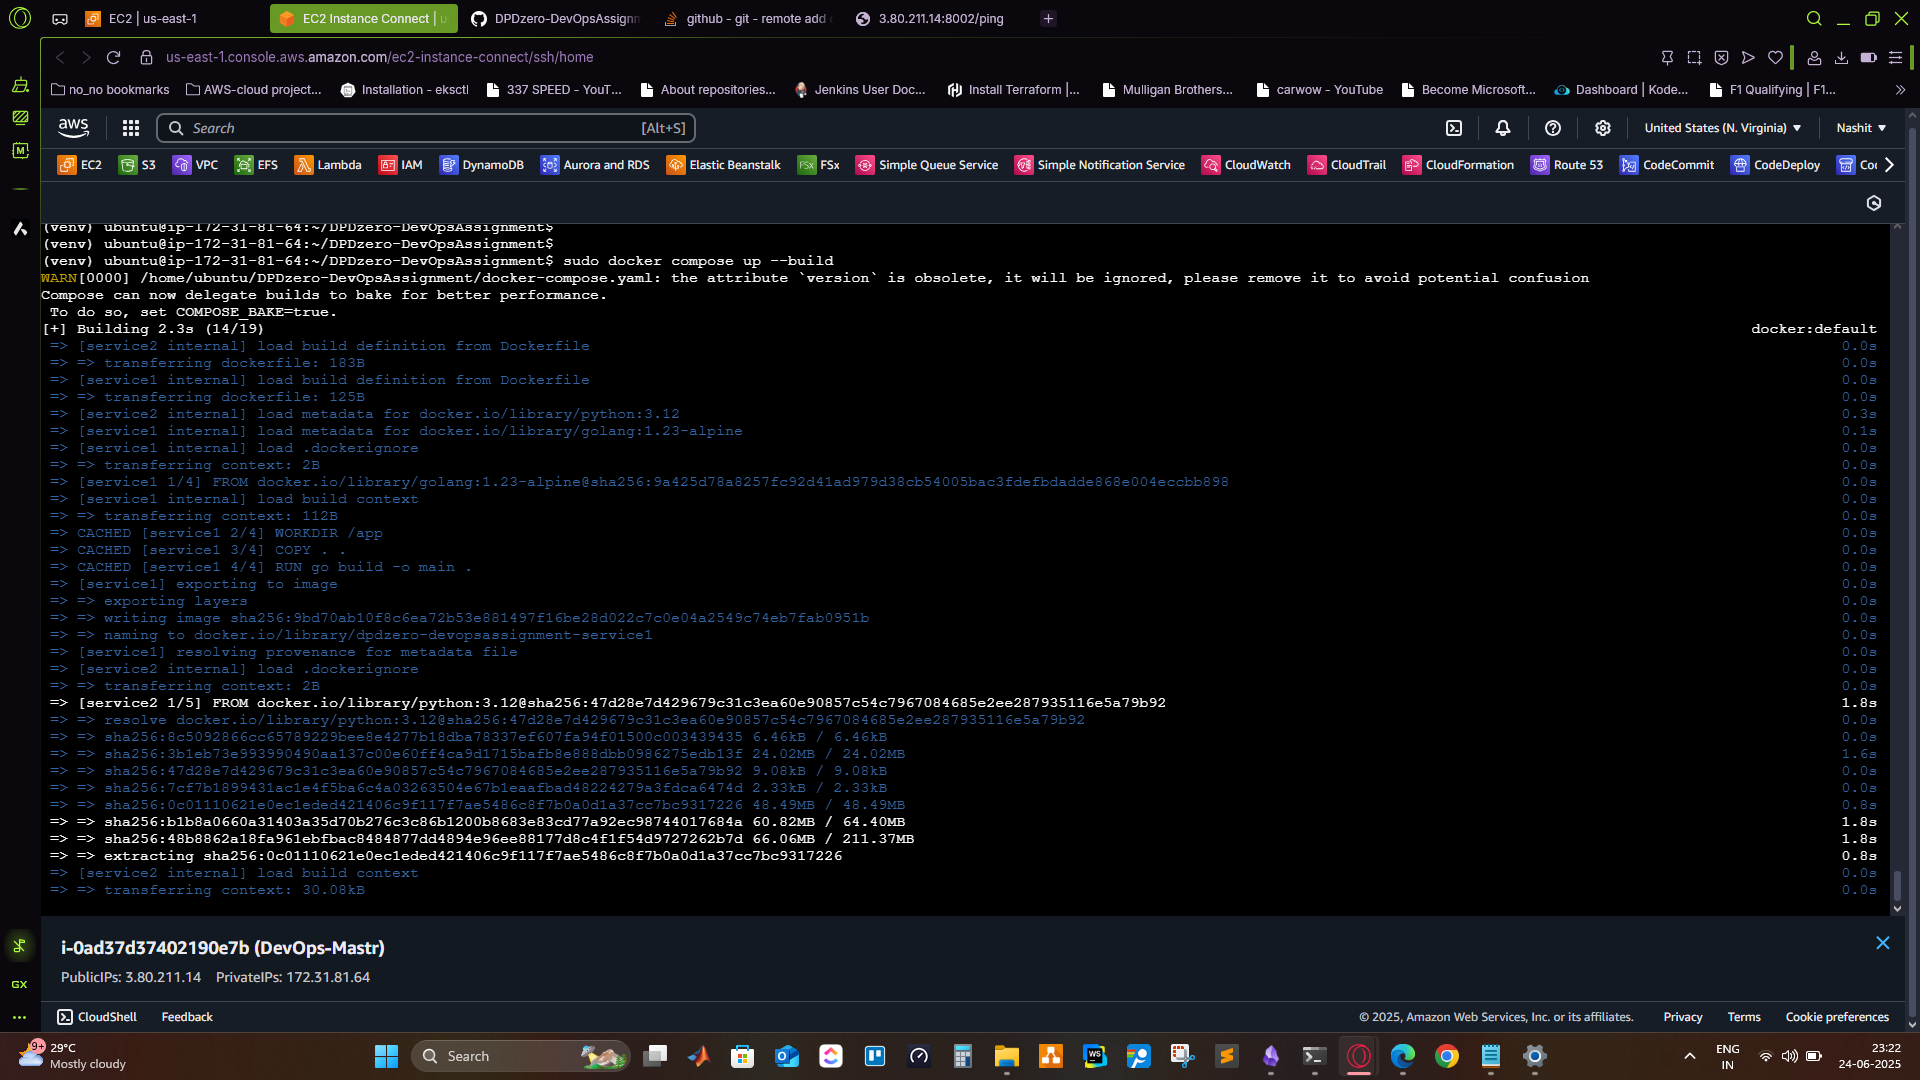 EC2 | us-east-1
EC2 Instance Connect | u
DPDzero-DevOpsAssignm
github - git - remote add
3.80.211.14:8002/ping
us-east-1.console.aws.amazon.com/ec2-instance-connect/ssh/home
no_no bookmarks
AWS-cloud project...
Installation - eksctl
337 SPEED - YouT...
About repositories...
Jenkins User Doc...
Install Terraform |...
Mulligan Brothers...
carwow - YouTube
Become Microsoft...
Dashboard | Kode...
F1 Qualifying | F1...
aws
Search
[Alt+S]
United States (N. Virginia)
Nashit
EC2
S3
VPC
EFS
Lambda
IAM
DynamoDB
Aurora and RDS
Elastic Beanstalk
FSx
Simple Queue Service
Simple Notification Service
CloudWatch
CloudTrail
CloudFormation
Route 53
CodeCommit
CodeDeploy
(venv) ubuntu@ip-172-31-81-64:~/DPDzero-DevOpsAssignment$
(venv) ubuntu@ip-172-31-81-64:~/DPDzero-DevOpsAssignment$
(venv) ubuntu@ip-172-31-81-64:~/DPDzero-DevOpsAssignment$ sudo docker compose up --build
WARN[0000] /home/ubuntu/DPDzero-DevOpsAssignment/docker-compose.yaml: the attribute `version` is obsolete, it will be ignored, please remove it to avoid potential confusion
Compose can now delegate builds to bake for better performance.
To do so, set COMPOSE_BAKE=true.
[+] Building 2.3s (14/19) docker:default
=> [service2 internal] load build definition from Dockerfile 0.0s
=> => transferring dockerfile: 183B 0.0s
=> [service1 internal] load build definition from Dockerfile 0.0s
=> => transferring dockerfile: 125B 0.0s
=> [service2 internal] load metadata for docker.io/library/python:3.12 0.3s
=> [service1 internal] load metadata for docker.io/library/golang:1.23-alpine 0.1s
=> [service1 internal] load .dockerignore 0.0s
=> => transferring context: 2B 0.0s
=> [service1 1/4] FROM docker.io/library/golang:1.23-alpine@sha256:9a425d78a8257fc92d41ad979d38cb54005bac3fdefbdadde868e004eccbb898 0.0s
=> [service1 internal] load build context 0.0s
=> => transferring context: 112B 0.0s
=> CACHED [service1 2/4] WORKDIR /app 0.0s
=> CACHED [service1 3/4] COPY . . 0.0s
=> CACHED [service1 4/4] RUN go build -o main . 0.0s
=> [service1] exporting to image 0.0s
=> => exporting layers 0.0s
=> => writing image sha256:9bd70ab10f8c6ea72b53e881497f16be28d022c7c0e04a2549c74eb7fab0951b 0.0s
=> => naming to docker.io/library/dpdzero-devopsassignment-service1 0.0s
=> [service1] resolving provenance for metadata file 0.0s
=> [service2 internal] load .dockerignore 0.0s
=> => transferring context: 2B 0.0s
=> [service2 1/5] FROM docker.io/library/python:3.12@sha256:47d28e7d429679c31c3ea60e90857c54c7967084685e2ee287935116e5a79b92 1.8s
=> => resolve docker.io/library/python:3.12@sha256:47d28e7d429679c31c3ea60e90857c54c7967084685e2ee287935116e5a79b92 0.0s
=> => sha256:8c5092866cc65789229bee8e4277b18dba78337ef607fa94f01500c003439435 6.46kB / 6.46kB 0.0s
=> => sha256:3b1eb73e993990490aa137c00e60ff4ca9d1715bafb8e888dbb0986275edb13f 24.02MB / 24.02MB 1.6s
=> => sha256:47d28e7d429679c31c3ea60e90857c54c7967084685e2ee287935116e5a79b92 9.08kB / 9.08kB 0.0s
=> => sha256:7cf7b1899431ac1e4f5ba6c4a03263504e67b1eaafbad48224279a3fdca6474d 2.33kB / 2.33kB 0.0s
=> => sha256:0c01110621e0ec1eded421406c9f117f7ae5486c8f7b0a0d1a37cc7bc9317226 48.49MB / 48.49MB 0.8s
=> => sha256:b1b8a0660a31403a35d70b276c3c86b1200b8683e83cd77a92ec98744017684a 60.82MB / 64.40MB 1.8s
=> => sha256:48b8862a18fa961ebfbac8484877dd4894e96ee88177d8c4f1f54d9727262b7d 66.06MB / 211.37MB 1.8s
=> => extracting sha256:0c01110621e0ec1eded421406c9f117f7ae5486c8f7b0a0d1a37cc7bc9317226 0.8s
=> [service2 internal] load build context 0.0s
=> => transferring context: 30.08kB 0.0s
i-0ad37d37402190e7b (DevOps-Mastr)
PublicIPs: 3.80.211.14 PrivateIPs: 172.31.81.64
GX
CloudShell
Feedback
© 2025, Amazon Web Services, Inc. or its affiliates.
Privacy
Terms
Cookie preferences
9+
29°C
Mostly cloudy
Search
ENG
IN
23:22
24-06-2025